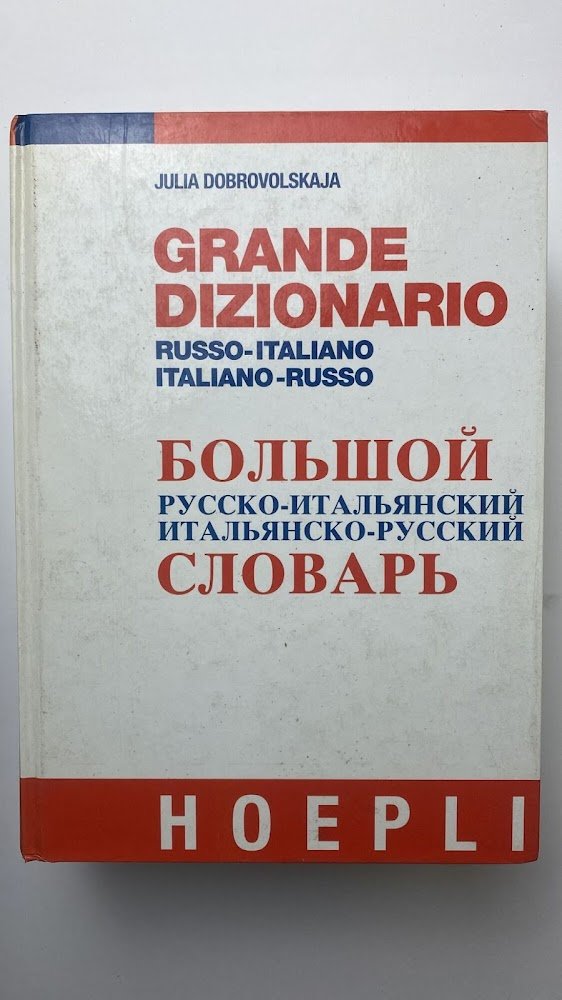 JULIA DOBROVOLSKAJA
GRANDE
DIZIONARIO
RUSSO-ITALIANO
ITALIANO-RUSSO
БОЛЬШОЙ
РУССКО-ИТАЛЬЯНСКИЙ
ИТАЛЬЯНСКО-РУССКИЙ
СЛОВАРЬ
HOEPLI